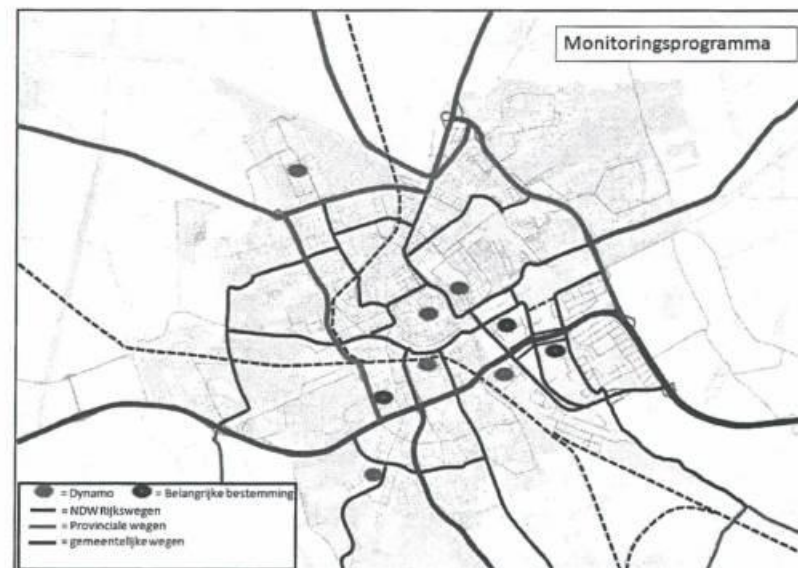 Monitoringsprogramma
= Dynamo = Belangrijke bestemming
= NDW Rijkswegen
= Provinciale wegen
= gemeentelijke wegen